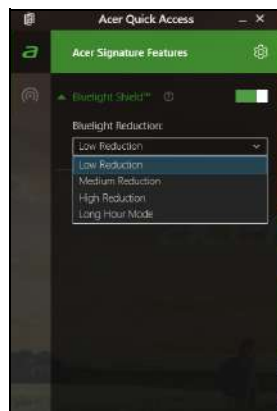 Acer Quick Access
Acer Signature Features
Bluelight Shield™
Bluelight Reduction:
Low Reduction
Low Reduction
Medium Reduction
High Reduction
Long Hour Mode